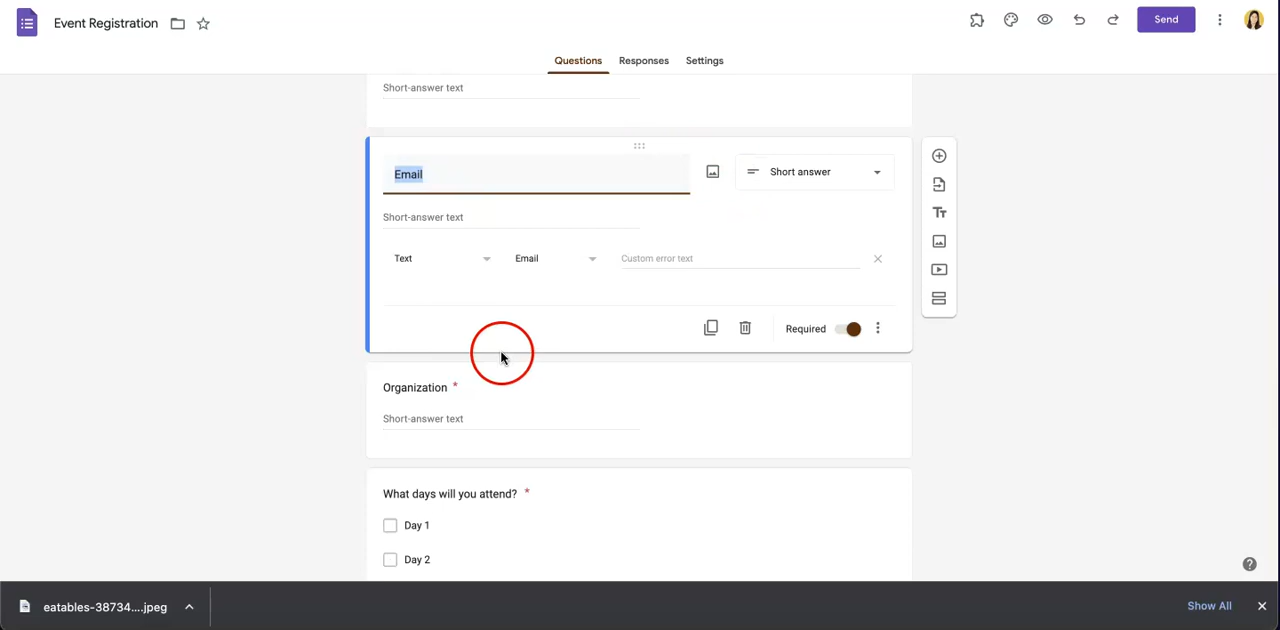 Event Registration
Send
Questions Responses Settings
Short-answer text
Email
Short answer
Short-answer text
Text
Email
Custom error text
Required
Organization *
Short-answer text
What days will you attend? *
Day 1
Day 2
eatables-38734....jpeg
Show All